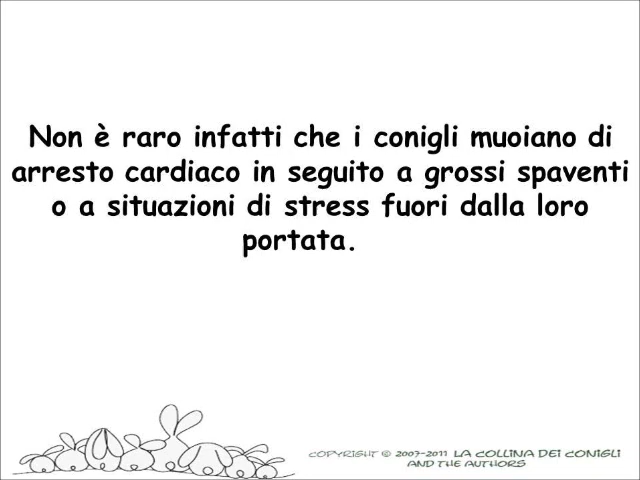 Non è raro infatti che i conigli muoiano di
arresto cardiaco in seguito a grossi spaventi
o a situazioni di stress fuori dalla loro
portata.
COPYRIGHT © 2007-2011 LA COLLINA DEI CONIGLI
AND THE AUTHORS